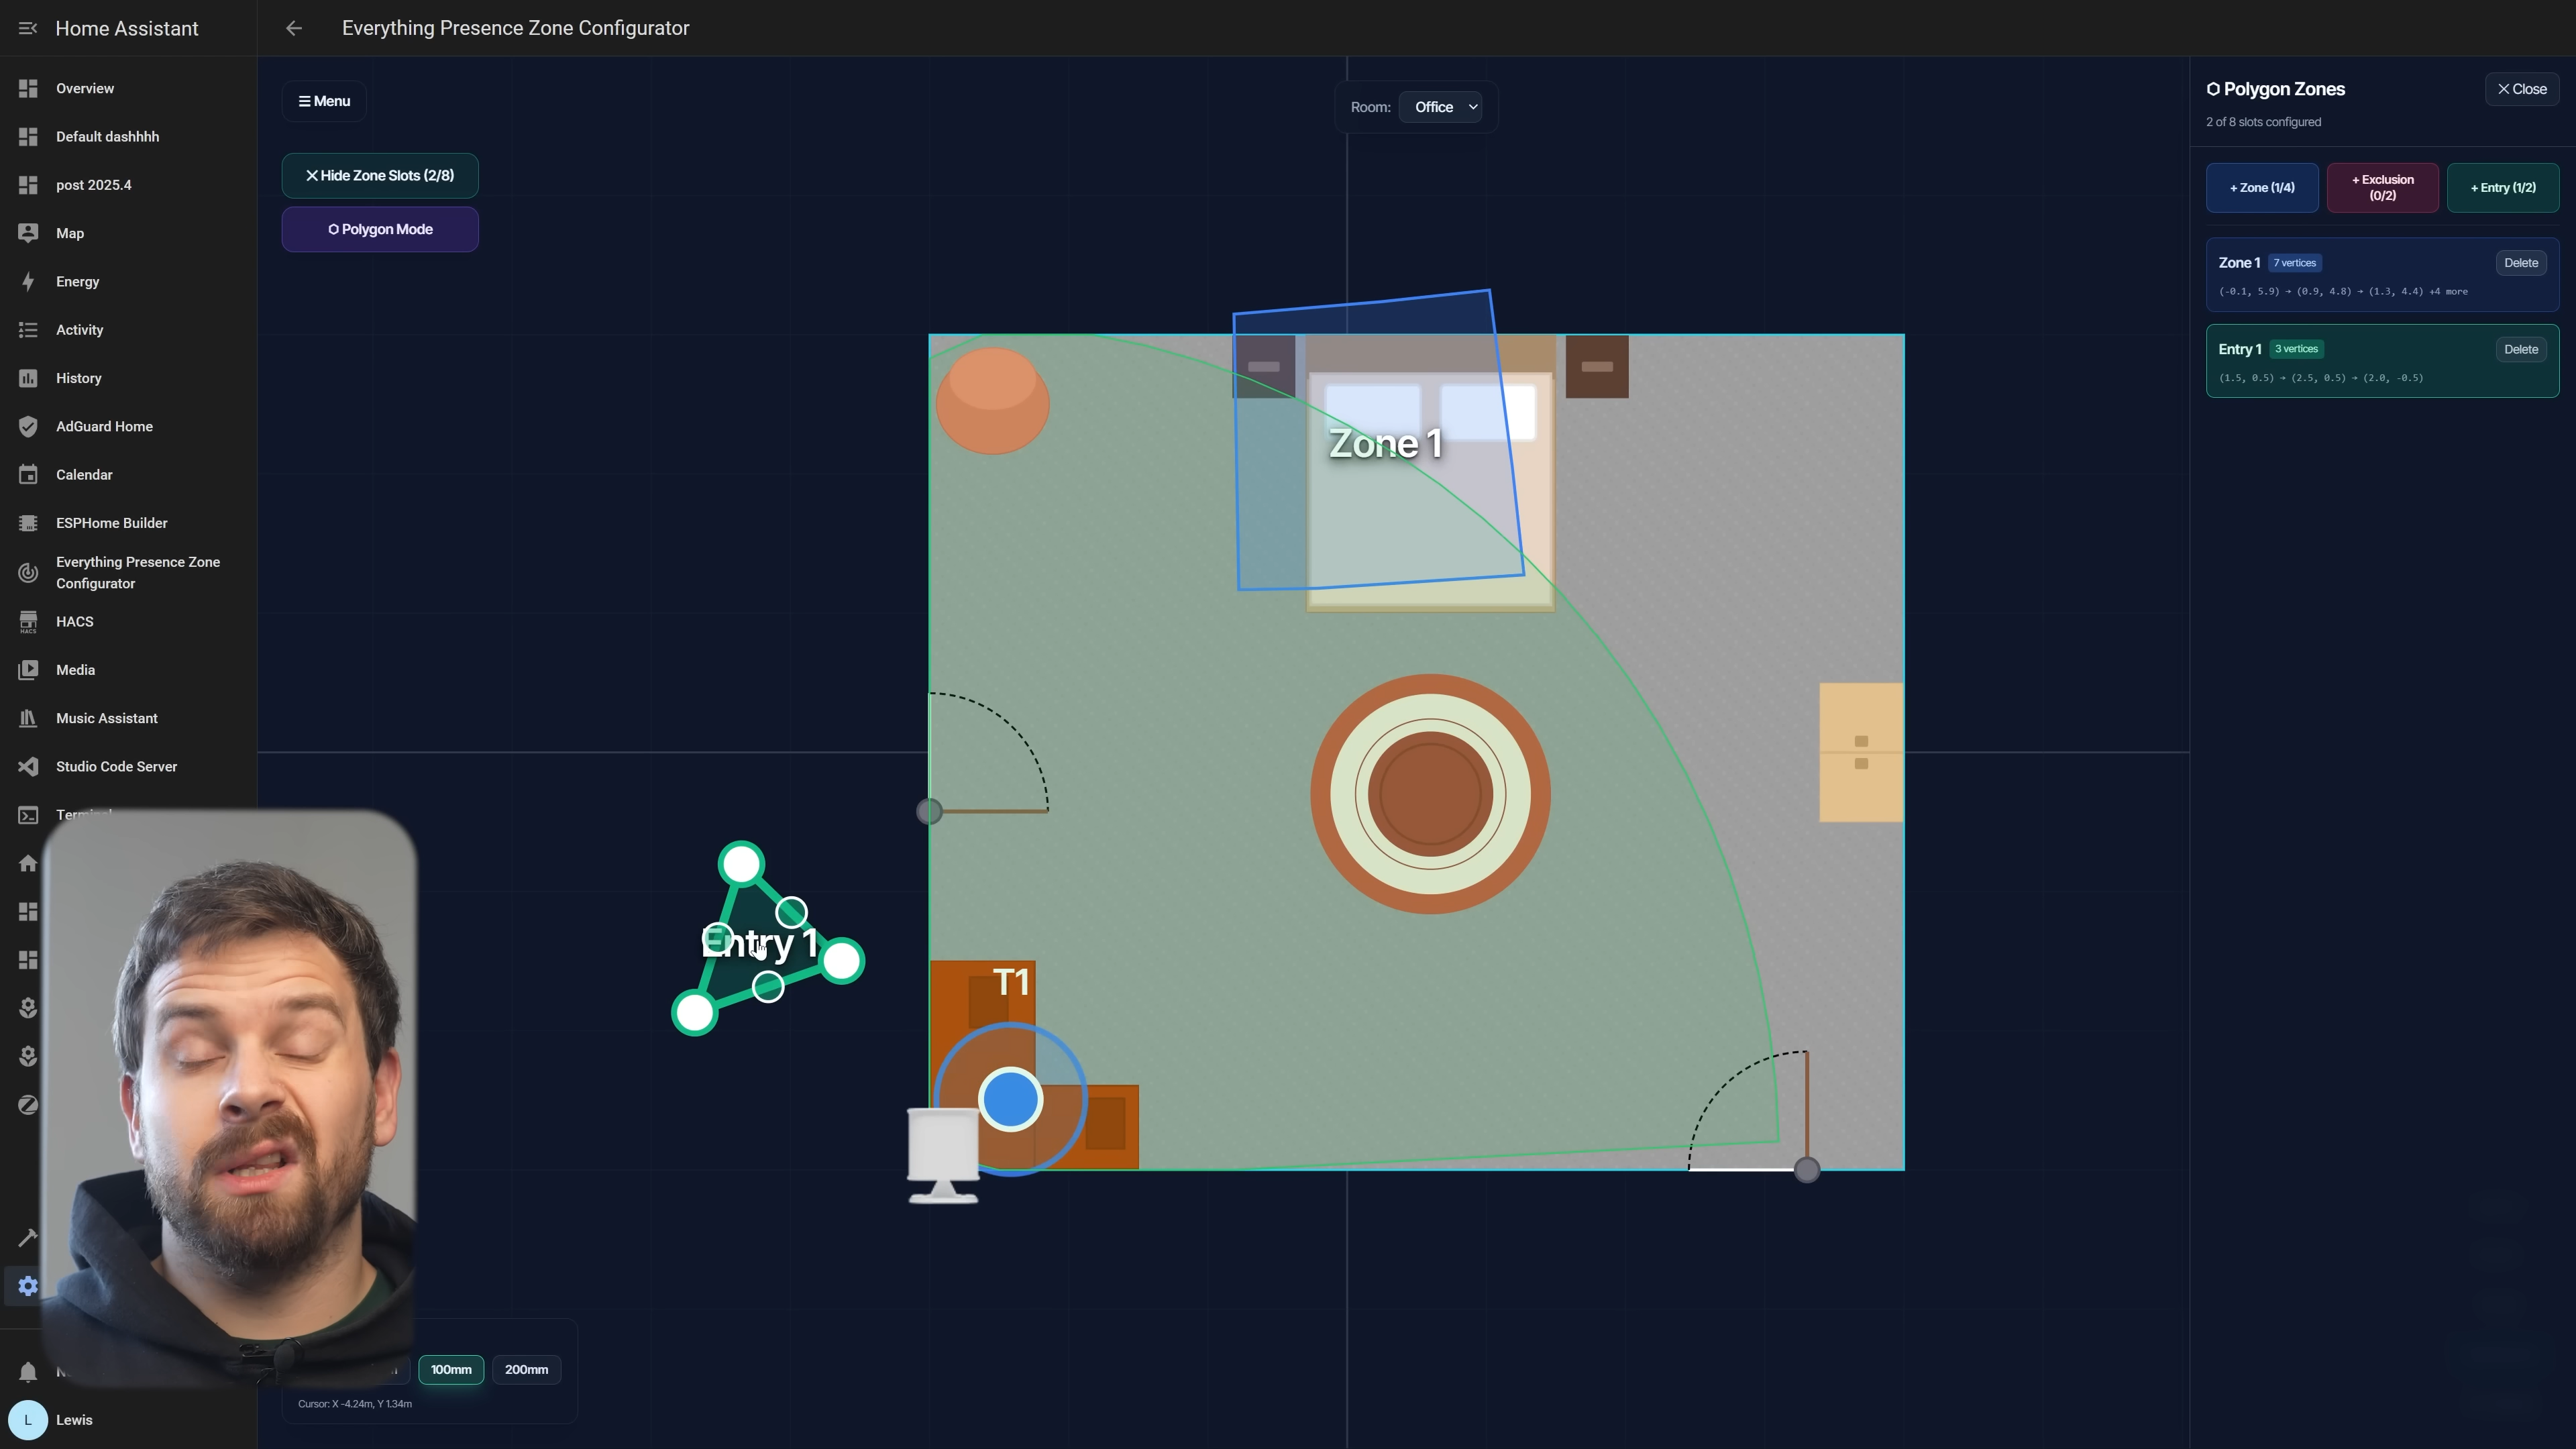 Home Assistant
Everything Presence Zone Configurator
Overview
Default dashhhh
post 2025.4
Map
Energy
Activity
History
AdGuard Home
Calendar
ESPHome Builder
Everything Presence Zone
Configurator
HACS
HACS
Media
Music Assistant
Studio Code Server
L
Lewis
Menu
Hide Zone Slots (2/8)
Polygon Mode
Room: Office
Zone 1
Entry 1
T1
100mm
200mm
Cursor: X -4.24m, Y 1.34m
Polygon Zones
Close
2 of 8 slots configured
+ Zone (1/4)
+ Exclusion
(0/2)
+ Entry (1/2)
Zone 1
7 vertices
Delete
(-0.1, 5.9) → (0.9, 4.8) → (1.3, 4.4) +4 more
Entry 1
3 vertices
Delete
(1.5, 0.5) → (2.5, 0.5) → (2.0, -0.5)